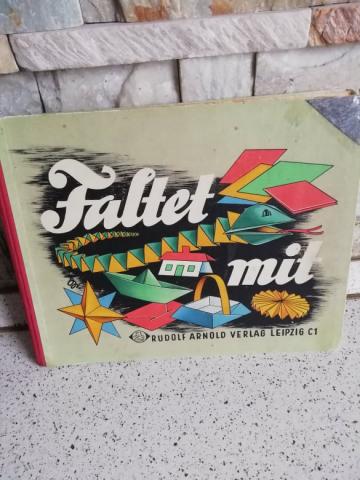 Faltet
mit
RUDOLF ARNOLD VERLAG LEIPZIG C1